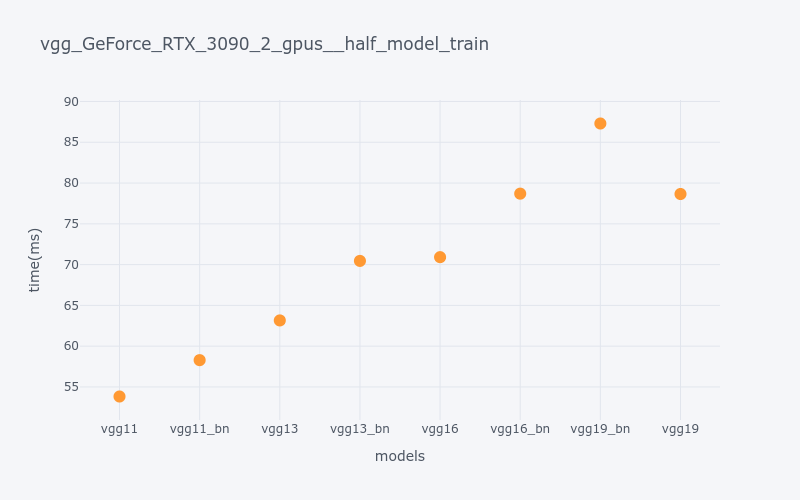 vgg_GeForce_RTX_3090_2_gpus__half_model_train
90
85
80
75
70
65
60
55
time(ms)
vgg11 vgg11_bn vgg13 vgg13_bn vgg16 vgg16_bn vgg19_bn vgg19
models